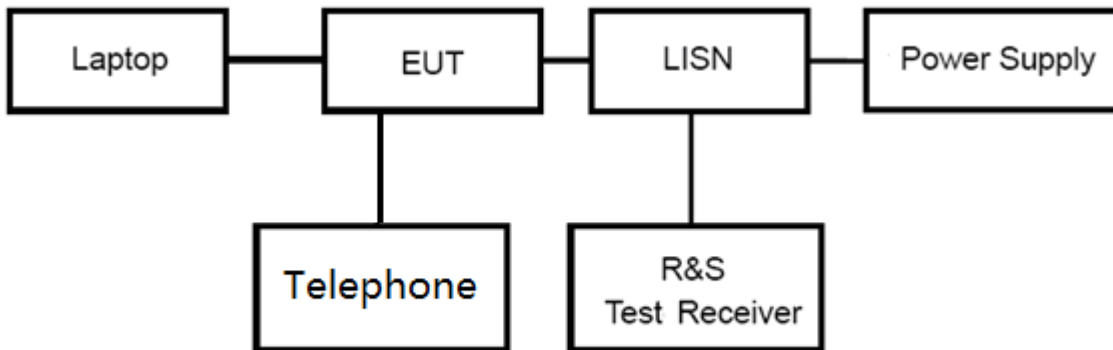 Laptop
EUT
LISN
Power Supply
Telephone
R&S
Test Receiver